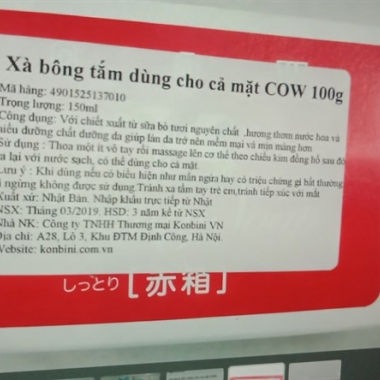 Xà bông tắm dùng cho cả mặt COW 100g
Mã hàng: 4901525137010
Trọng lượng: 150ml
Công dụng: Với chiết xuất từ sữa bò tươi nguyên chất ,hương thơm nước hoa và
siêu dưỡng chất dưỡng da giúp làn da trở nên mềm mại và mịn màng hơn
Sử dụng : Thoa một ít vô tay rồi massage lên cơ thể theo chiều kim đồng hồ sau đó
lại với nước sạch, có thể dùng cho cả mặt.
Lưu ý : Khi dùng nếu có biểu hiện như mẩn ngứa hay có triệu chứng gì bất thường
ngừng không được sử dụng.Tránh xa tầm tay trẻ em,tránh tiếp xúc với mắt
Xuất xứ: Nhật Bản. Nhập khẩu trực tiếp từ Nhật
NSX: Tháng 03/2019. HSD: 3 năm kể từ NSX
Nhà NK: Công ty TNHH Thương mại Konbini VN
Địa chỉ: A28, Lô 3, Khu ĐTM Định Công, Hà Nội.
Website: konbini.com.vn
しっとり [赤箱]